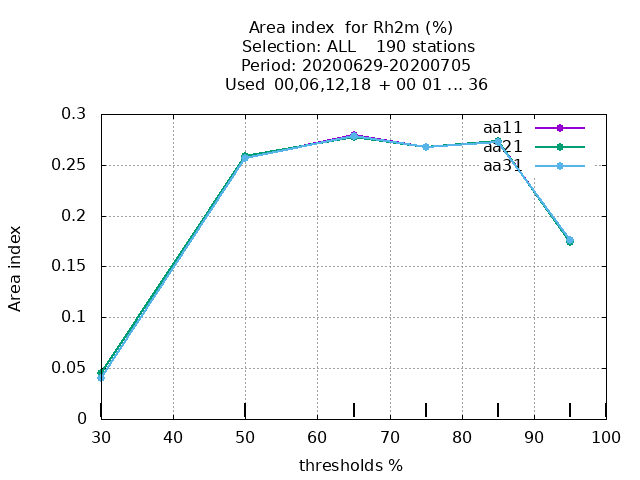 Area index  for Rh2m (%)
Selection: ALL    190 stations
Period: 20200629-20200705
Used  00,06,12,18  + 00 01 ... 36
0.3
0.25
0.2
0.15
0.1
0.05
0
Area index
aa11
aa21
aa31
30 40 50 60 70 80 90 100
thresholds %